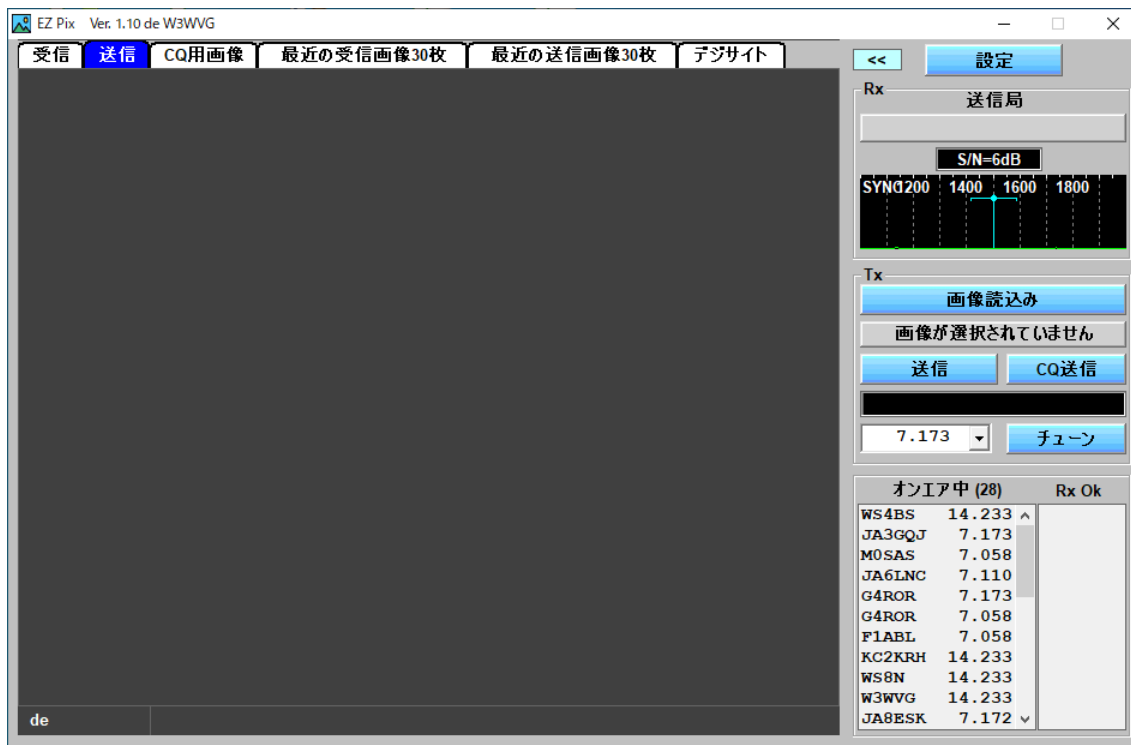 EZ Pix Ver. 1.10 de W3WVG
受信 送信 CQ用画像 最近の受信画像30枚 最近の送信画像30枚 デジサイト
<< 設定
Rx
送信局
S/N=6dB
SYNC 1200 1400 1600 1800
Tx
画像読込み
画像が選択されていません
送信 CQ送信
7.173 チューン
オンエア中 (28) Rx Ok
WS4BS 14.233
JA3GQJ 7.173
M0SAS 7.058
JA6LNC 7.110
G4ROR 7.173
G4ROR 7.058
F1ABL 7.058
KC2KRH 14.233
WS8N 14.233
W3WVG 14.233
JA8ESK 7.172
de